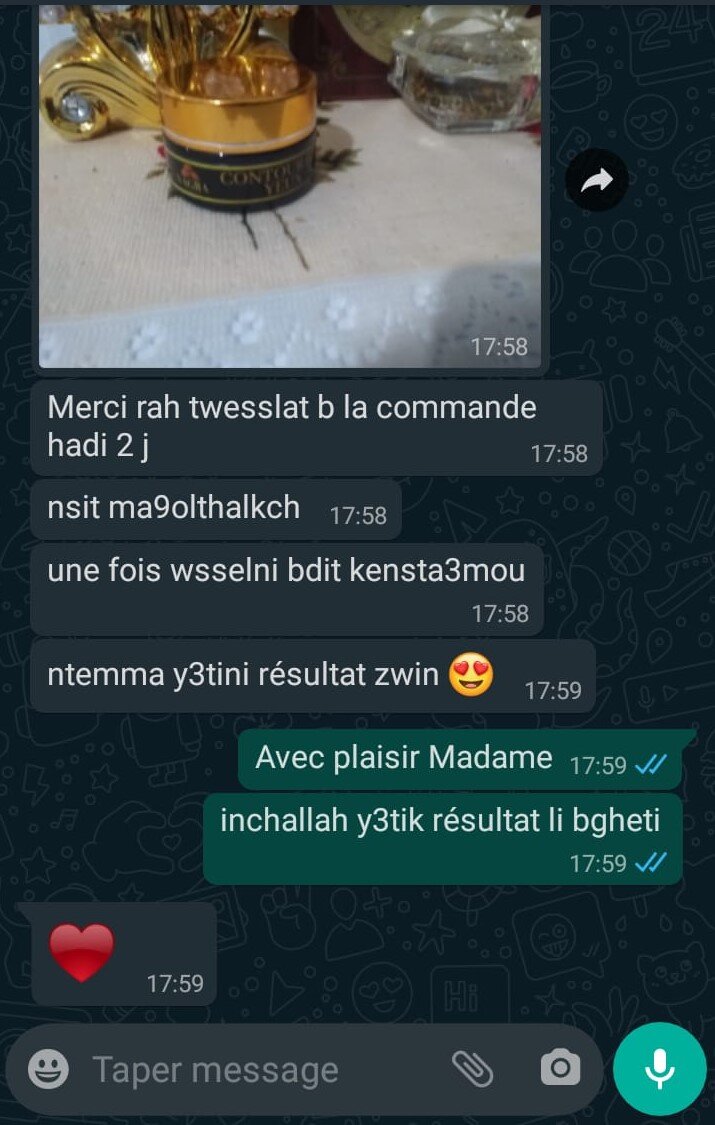 CONTOUR
YEUX
17:58
Merci rah twesslat b la commande
hadi 2 j
17:58
nsit ma9olthalkch
17:58
une fois wsselni bdit kensta3mou
17:58
ntemma y3tini résultat zwin 😍
17:59
Avec plaisir Madame
17:59
inchallah y3tik résultat li bgheti
17:59
❤️
17:59
Taper message